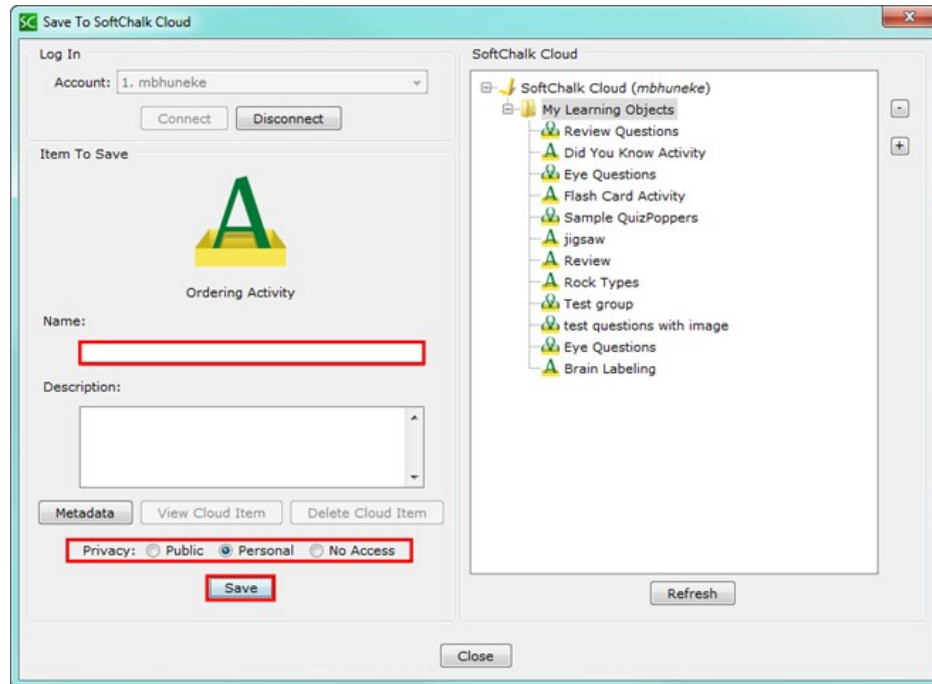 SC Save To SoftChalk Cloud
x
Log In
Account: 1. mbhuneke
Connect Disconnect
Item To Save
A
Ordering Activity
Name:
Description:
Metadata View Cloud Item Delete Cloud Item
Privacy: Public Personal No Access
Save
SoftChalk Cloud
SoftChalk Cloud (mbhuneke)
My Learning Objects
Review Questions
A Did You Know Activity
Eye Questions
A Flash Card Activity
Sample QuizPoppers
A jigsaw
A Review
A Rock Types
Test group
test questions with image
Eye Questions
A Brain Labeling
-
+
Refresh
Close